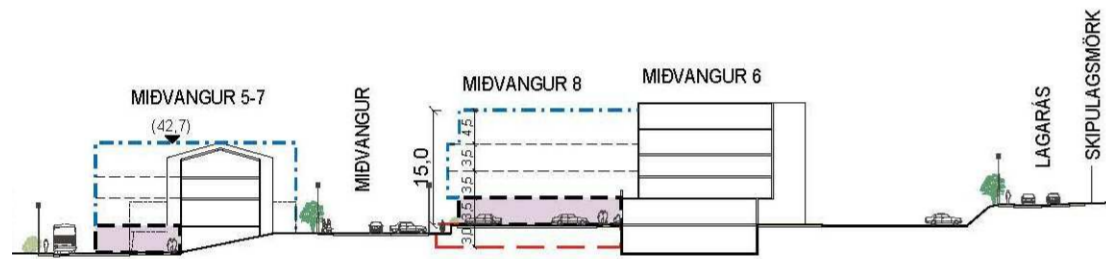 MIÐVANGUR 5-7
(42,7)
MIÐVANGUR
MIÐVANGUR 8
15,0
4,5
3,5
3,5
3,5
3,0
MIÐVANGUR 6
LAGARÁS
SKIPULAGSMÖRK